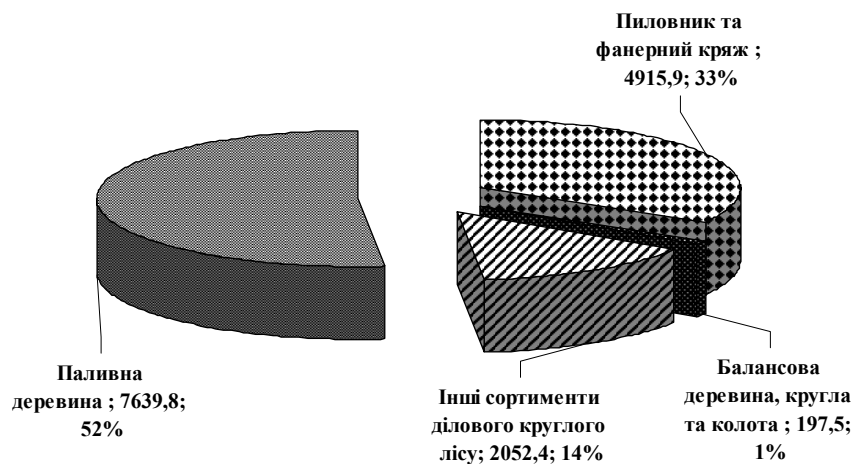 Пиловник та
фанерний кряж ;
4915,9; 33%
Паливна
деревина ; 7639,8;
52%
Інші сортименти
ділового круглого
лісу; 2052,4; 14%
Балансова
деревина, кругла
та колота ; 197,5;
1%